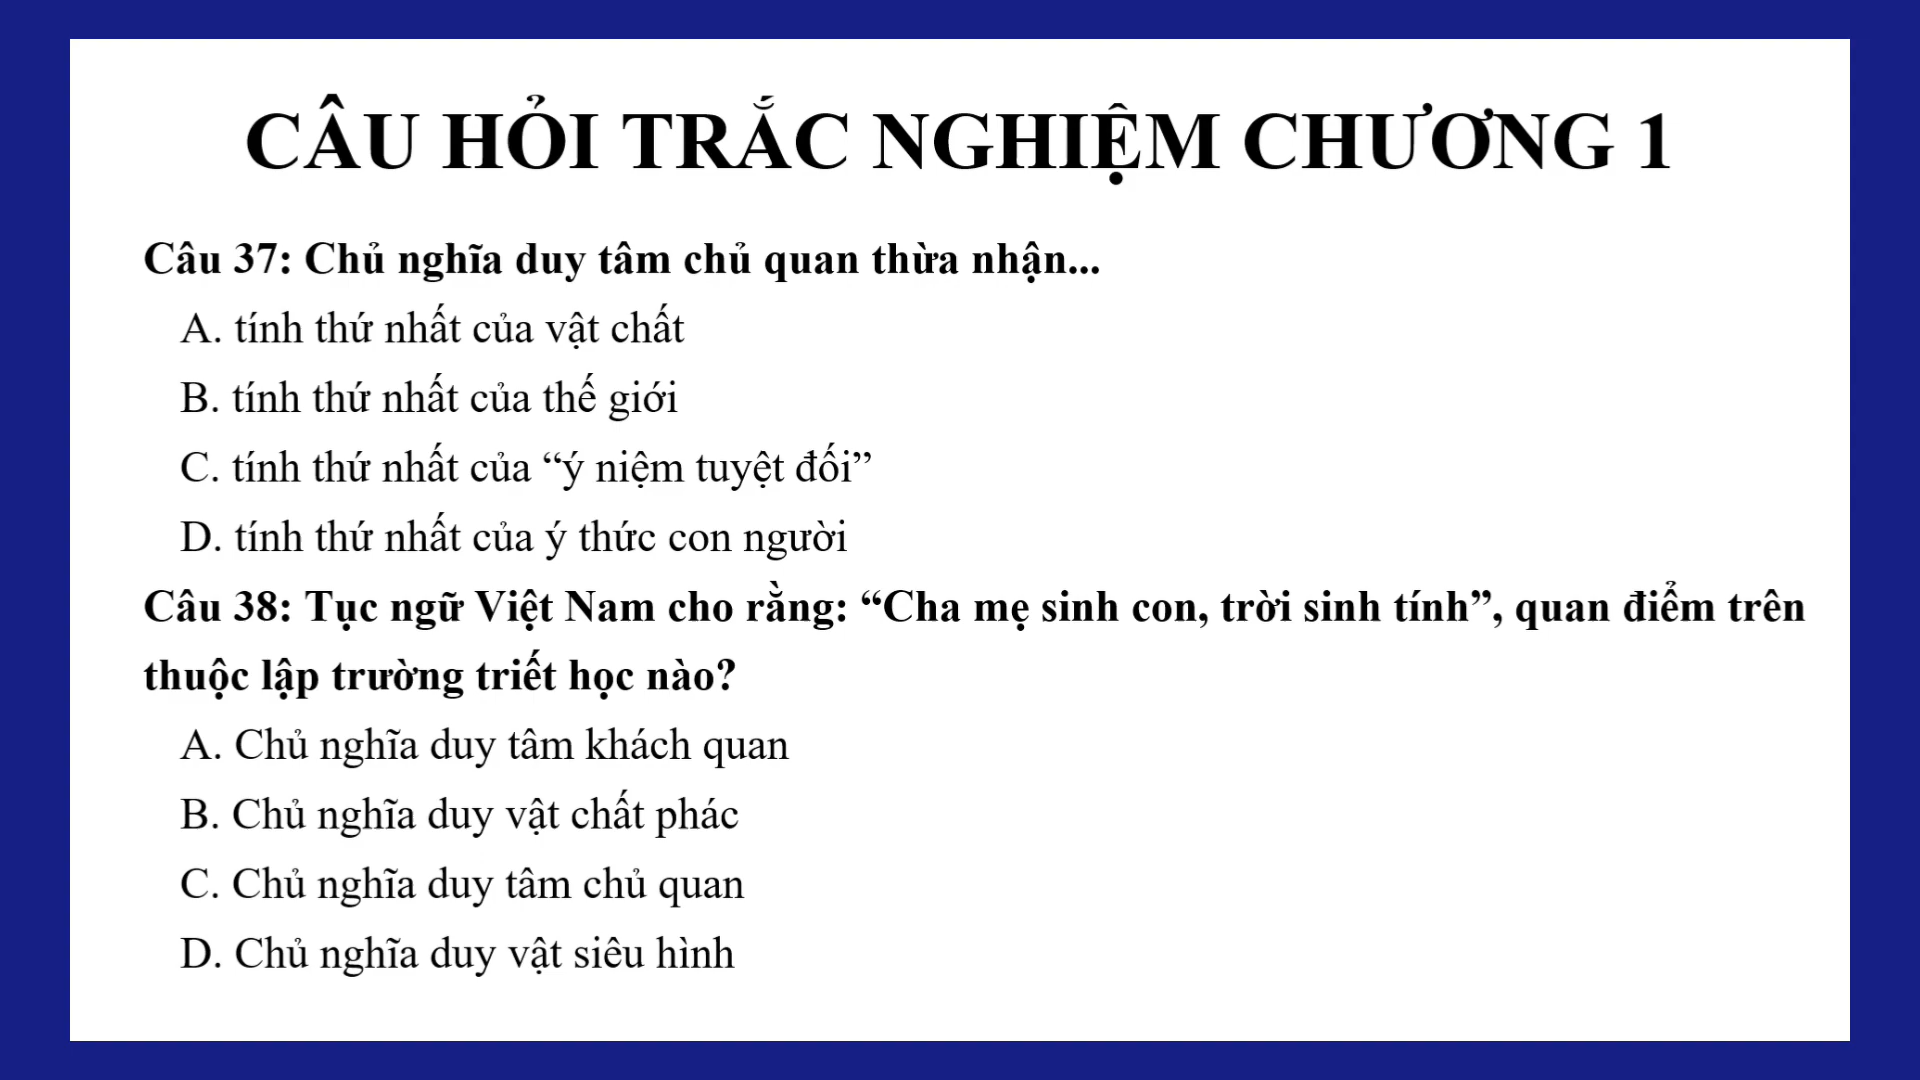 CÂU HỎI TRẮC NGHIỆM CHƯƠNG 1
Câu 37: Chủ nghĩa duy tâm chủ quan thừa nhận...
A. tính thứ nhất của vật chất
B. tính thứ nhất của thế giới
C. tính thứ nhất của “ý niệm tuyệt đối”
D. tính thứ nhất của ý thức con người
Câu 38: Tục ngữ Việt Nam cho rằng: “Cha mẹ sinh con, trời sinh tính”, quan điểm trên
thuộc lập trường triết học nào?
A. Chủ nghĩa duy tâm khách quan
B. Chủ nghĩa duy vật chất phác
C. Chủ nghĩa duy tâm chủ quan
D. Chủ nghĩa duy vật siêu hình